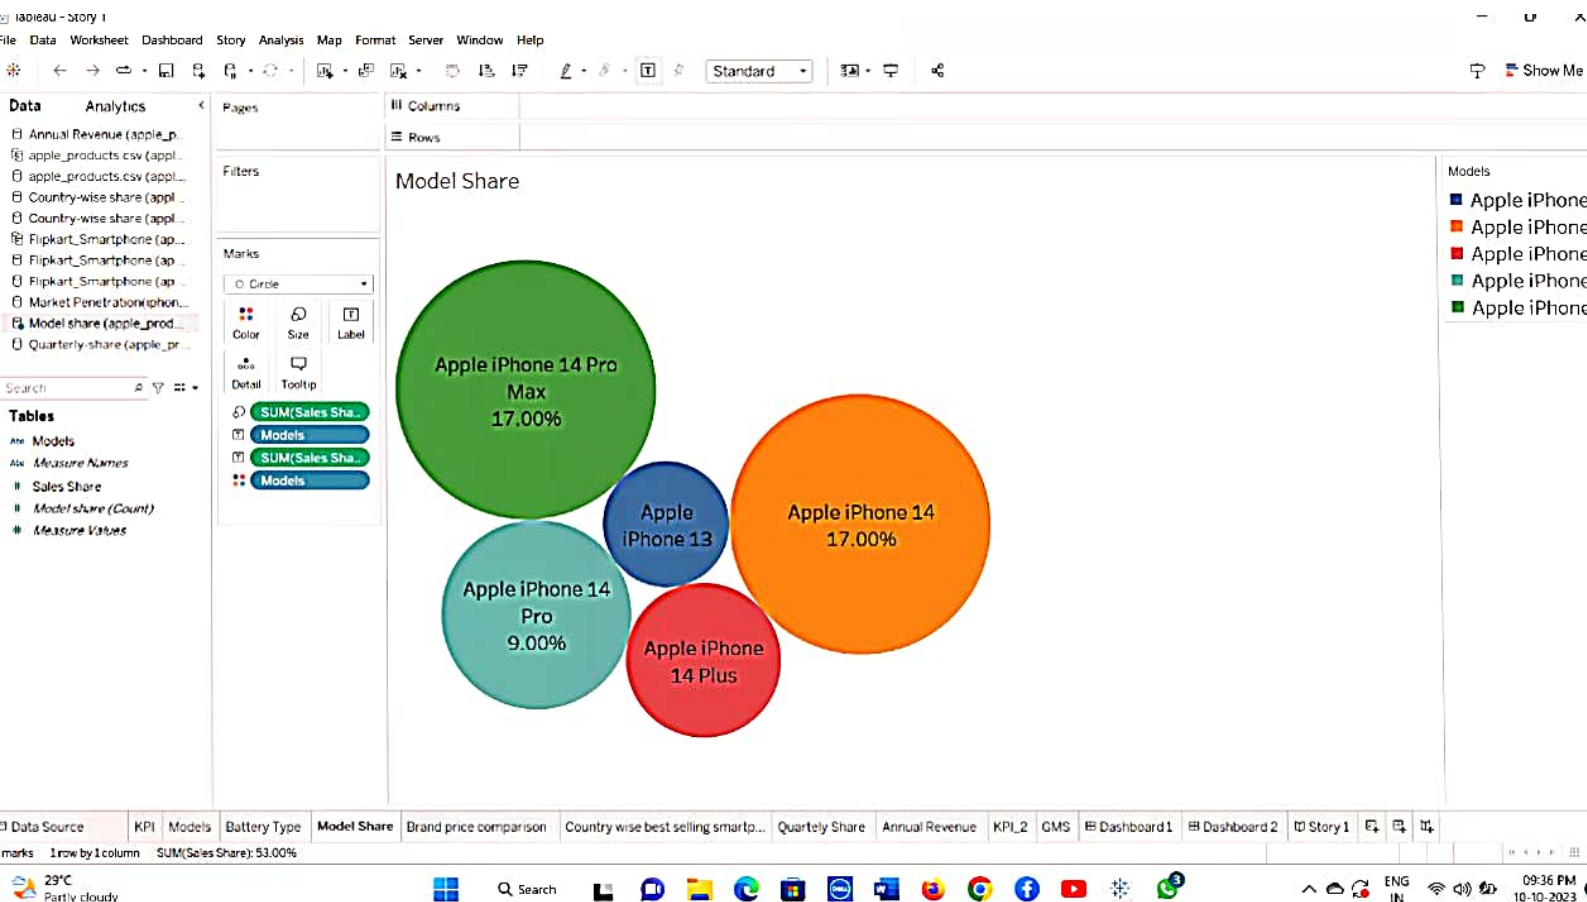 Tableau - Story 1
File Data Worksheet Dashboard Story Analysis Map Format Server Window Help
Standard
Show Me
Data Analytics
Pages
Columns
Rows
Annual Revenue (apple_p...
apple_products.csv (appl...
apple_products.csv (appl...
Country-wise share (appl...
Country-wise share (appl...
Flipkart_Smartphone (ap...
Flipkart_Smartphone (ap...
Flipkart_Smartphone (ap...
Market Penetration(iphon...
Model share (apple_prod...
Quarterly-share (apple_pr...
Search
Tables
Abc Models
Abc Measure Names
# Sales Share
# Model share (Count)
# Measure Values
Filters
Marks
Circle
Color Size Label
Detail Tooltip
SUM(Sales Sha..
Models
SUM(Sales Sha..
Models
Model Share
Apple iPhone 14 Pro
Max
17.00%
Apple
iPhone 13
Apple iPhone 14
17.00%
Apple iPhone 14
Pro
9.00%
Apple iPhone
14 Plus
Models
Apple iPhone
Apple iPhone
Apple iPhone
Apple iPhone
Apple iPhone
Data Source KPI Models Battery Type Model Share Brand price comparison Country wise best selling smartp... Quartely Share Annual Revenue KPI_2 GMS Dashboard 1 Dashboard 2 Story 1
marks 1 row by 1 column SUM(Sales Share): 53.00%
29°C
Partly cloudy
Search
DELL
W
3
ENG
IN
09:36 PM
10-10-2023